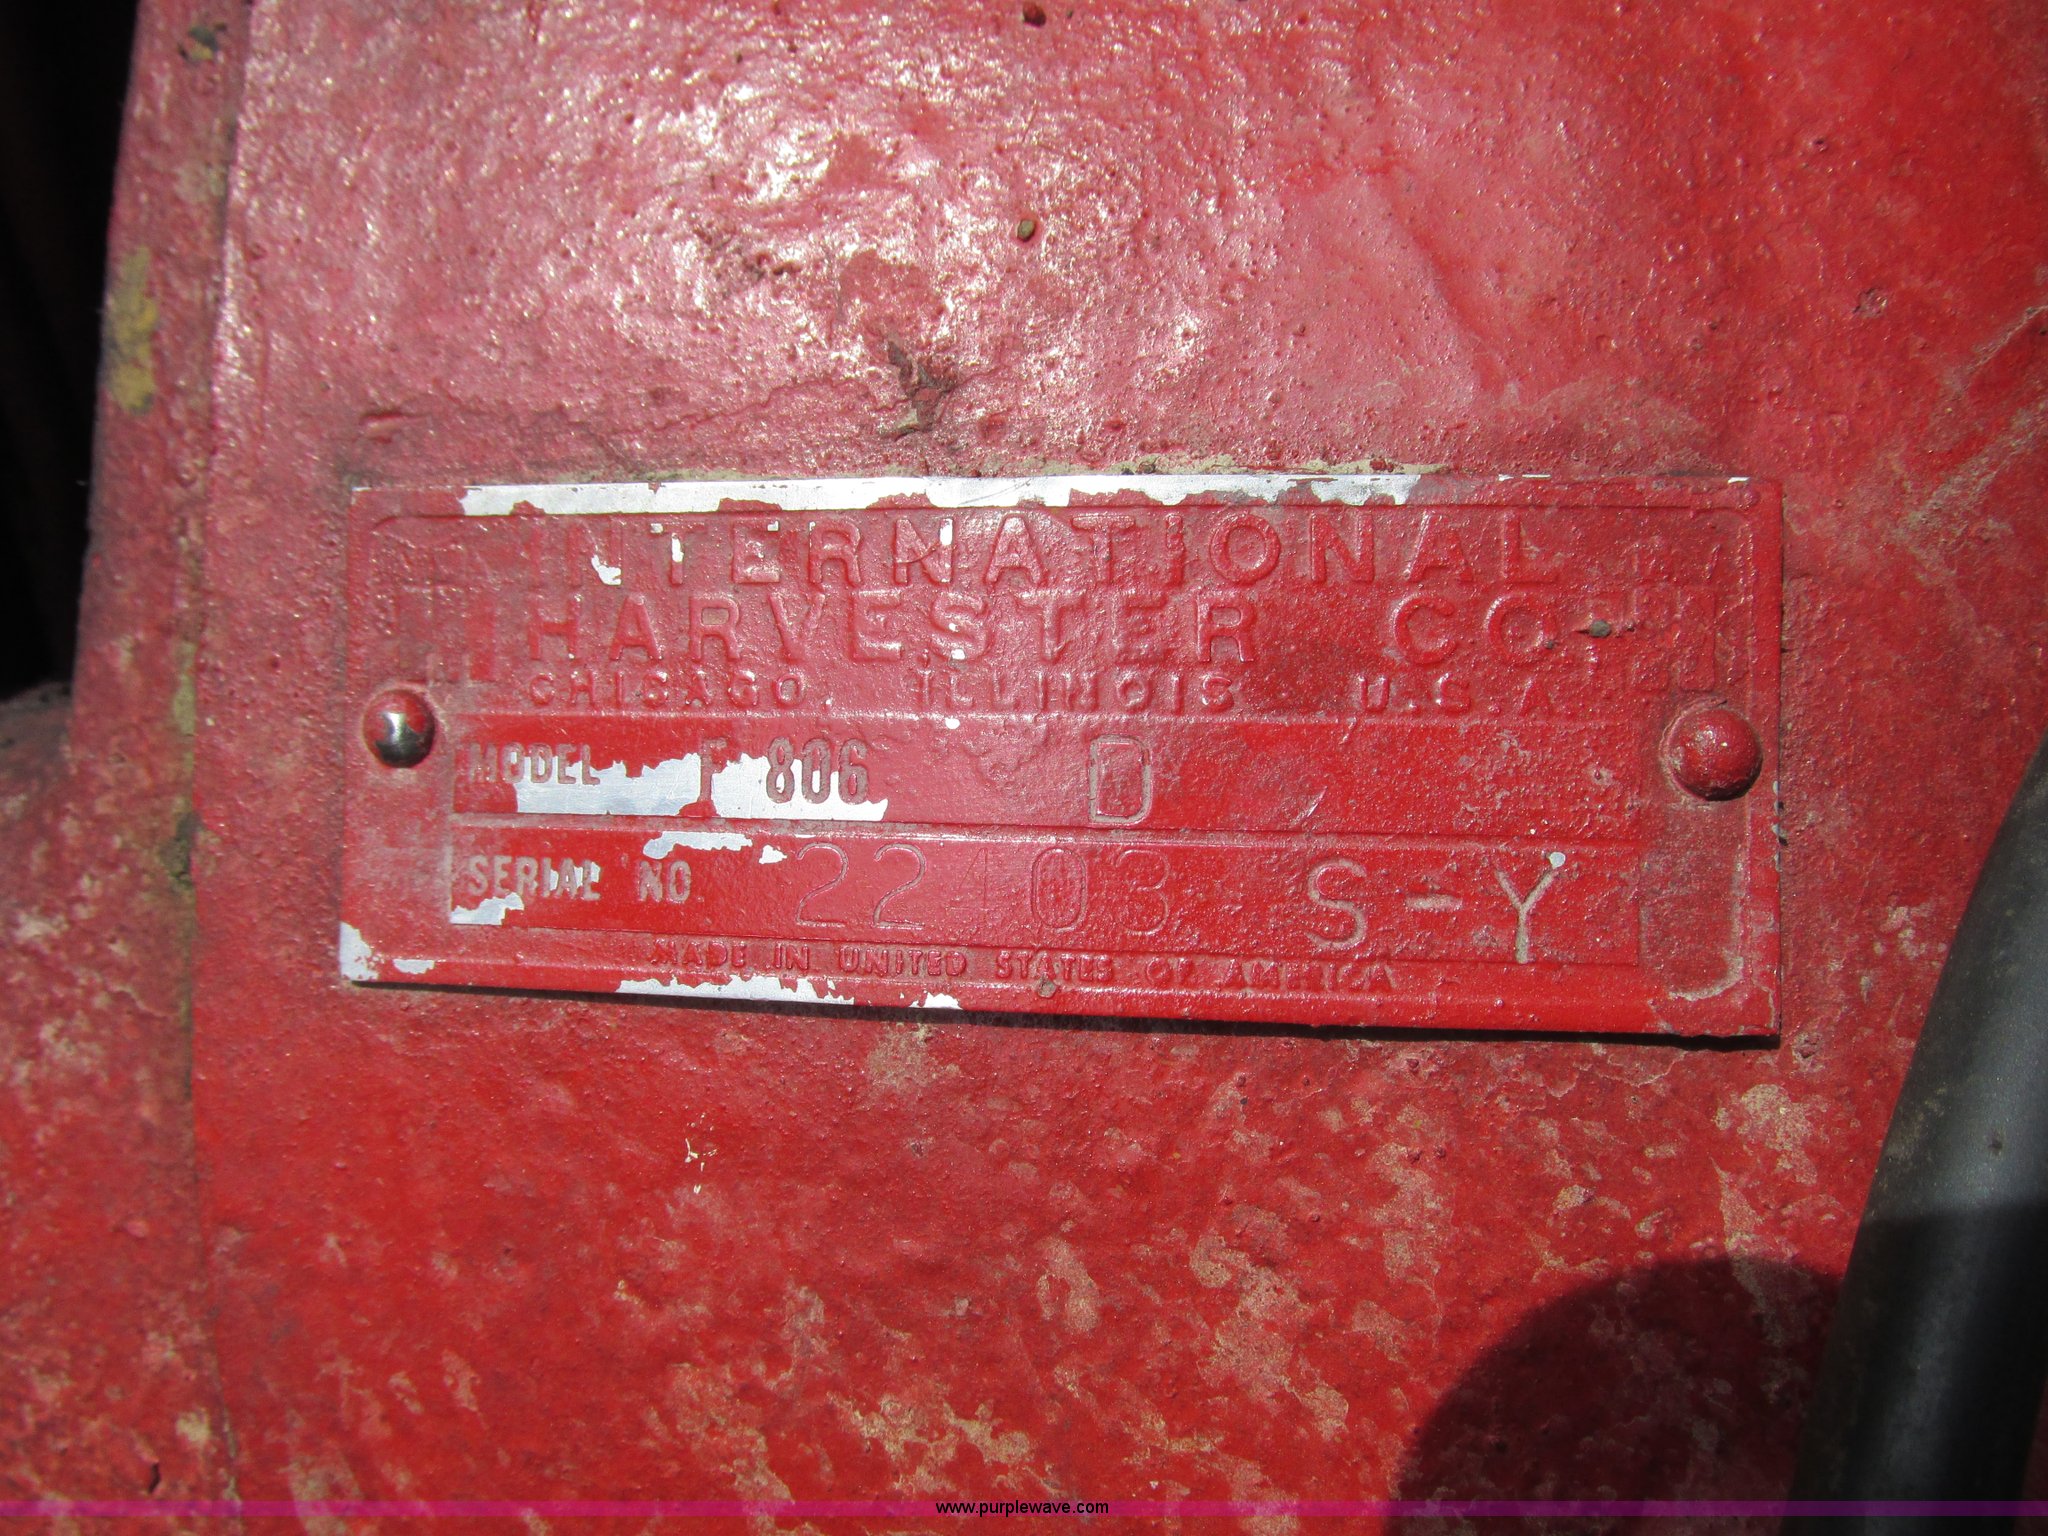 INTERNATIONAL
HARVESTER CO
CHICAGO, ILLINOIS U.S.A
MODEL F 806 D
SERIAL NO 22403 S-Y
MADE IN UNITED STATES OF AMERICA
www.purplewave.com